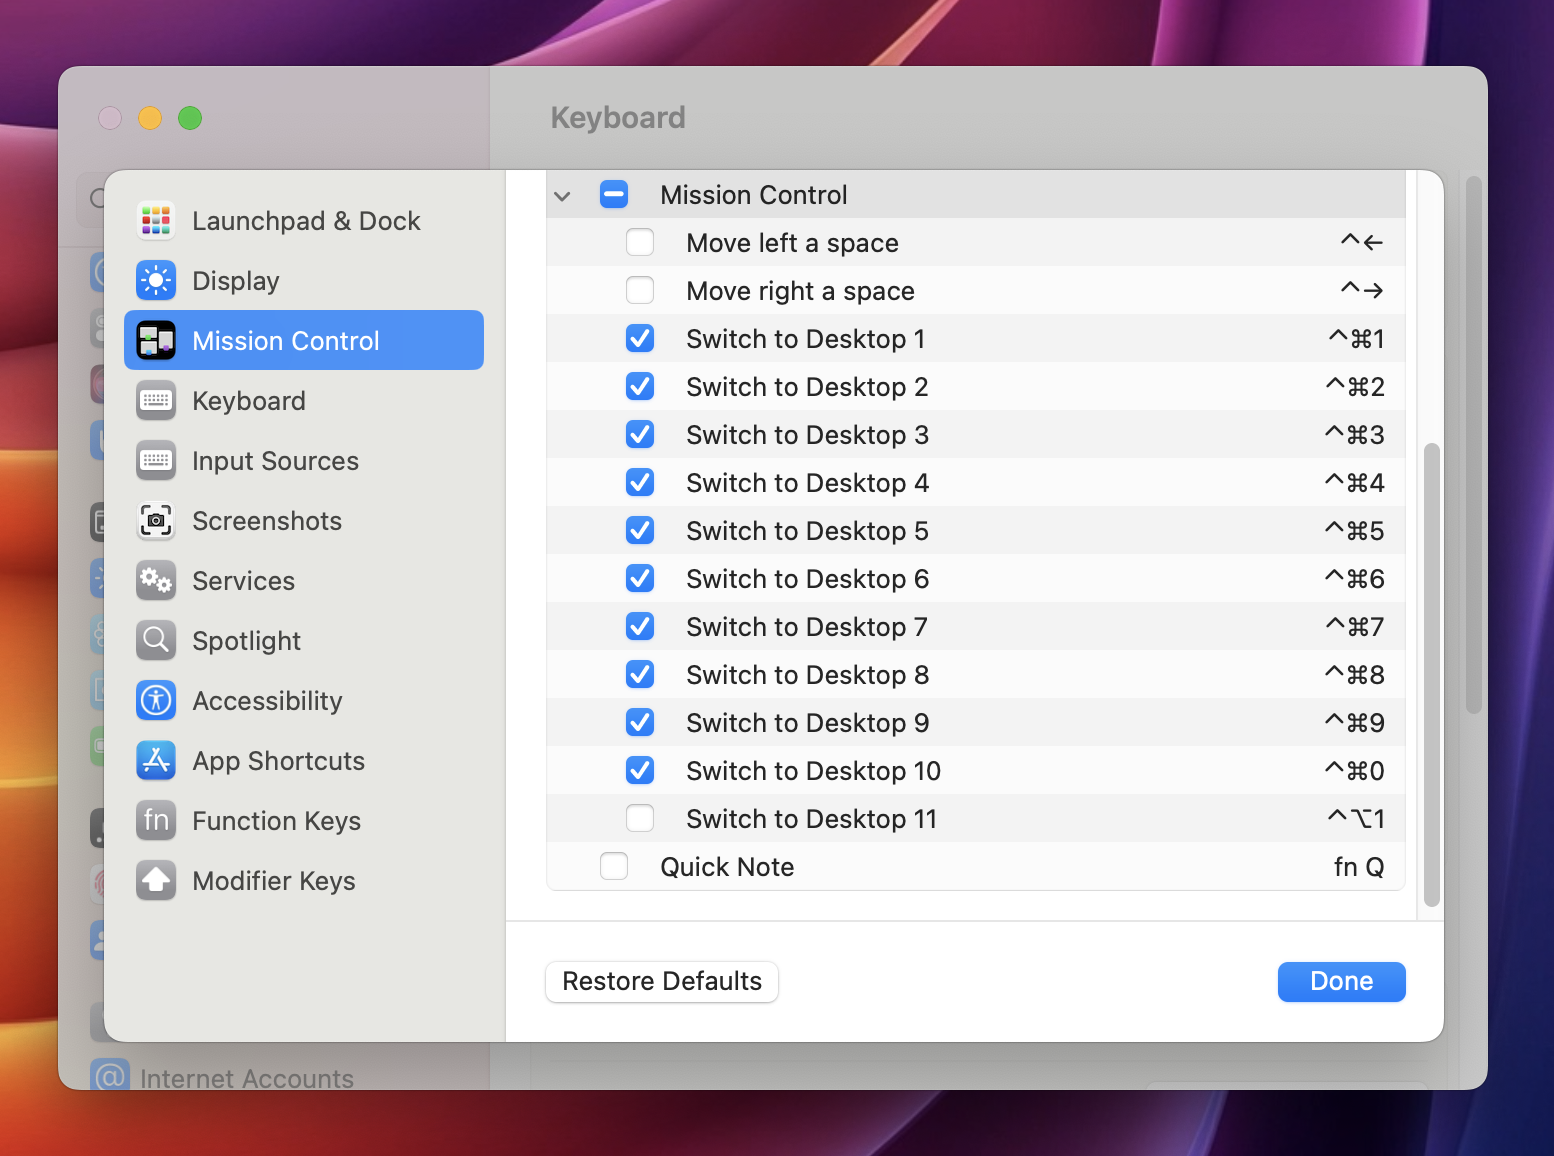 Keyboard
Launchpad & Dock
Display
Mission Control
Keyboard
Input Sources
Screenshots
Services
Spotlight
Accessibility
App Shortcuts
fn Function Keys
Modifier Keys
Mission Control
Move left a space ^←
Move right a space ^→
Switch to Desktop 1 ^⌘1
Switch to Desktop 2 ^⌘2
Switch to Desktop 3 ^⌘3
Switch to Desktop 4 ^⌘4
Switch to Desktop 5 ^⌘5
Switch to Desktop 6 ^⌘6
Switch to Desktop 7 ^⌘7
Switch to Desktop 8 ^⌘8
Switch to Desktop 9 ^⌘9
Switch to Desktop 10 ^⌘0
Switch to Desktop 11 ^⌥1
Quick Note fn Q
Restore Defaults
Done
@ Internet Accounts